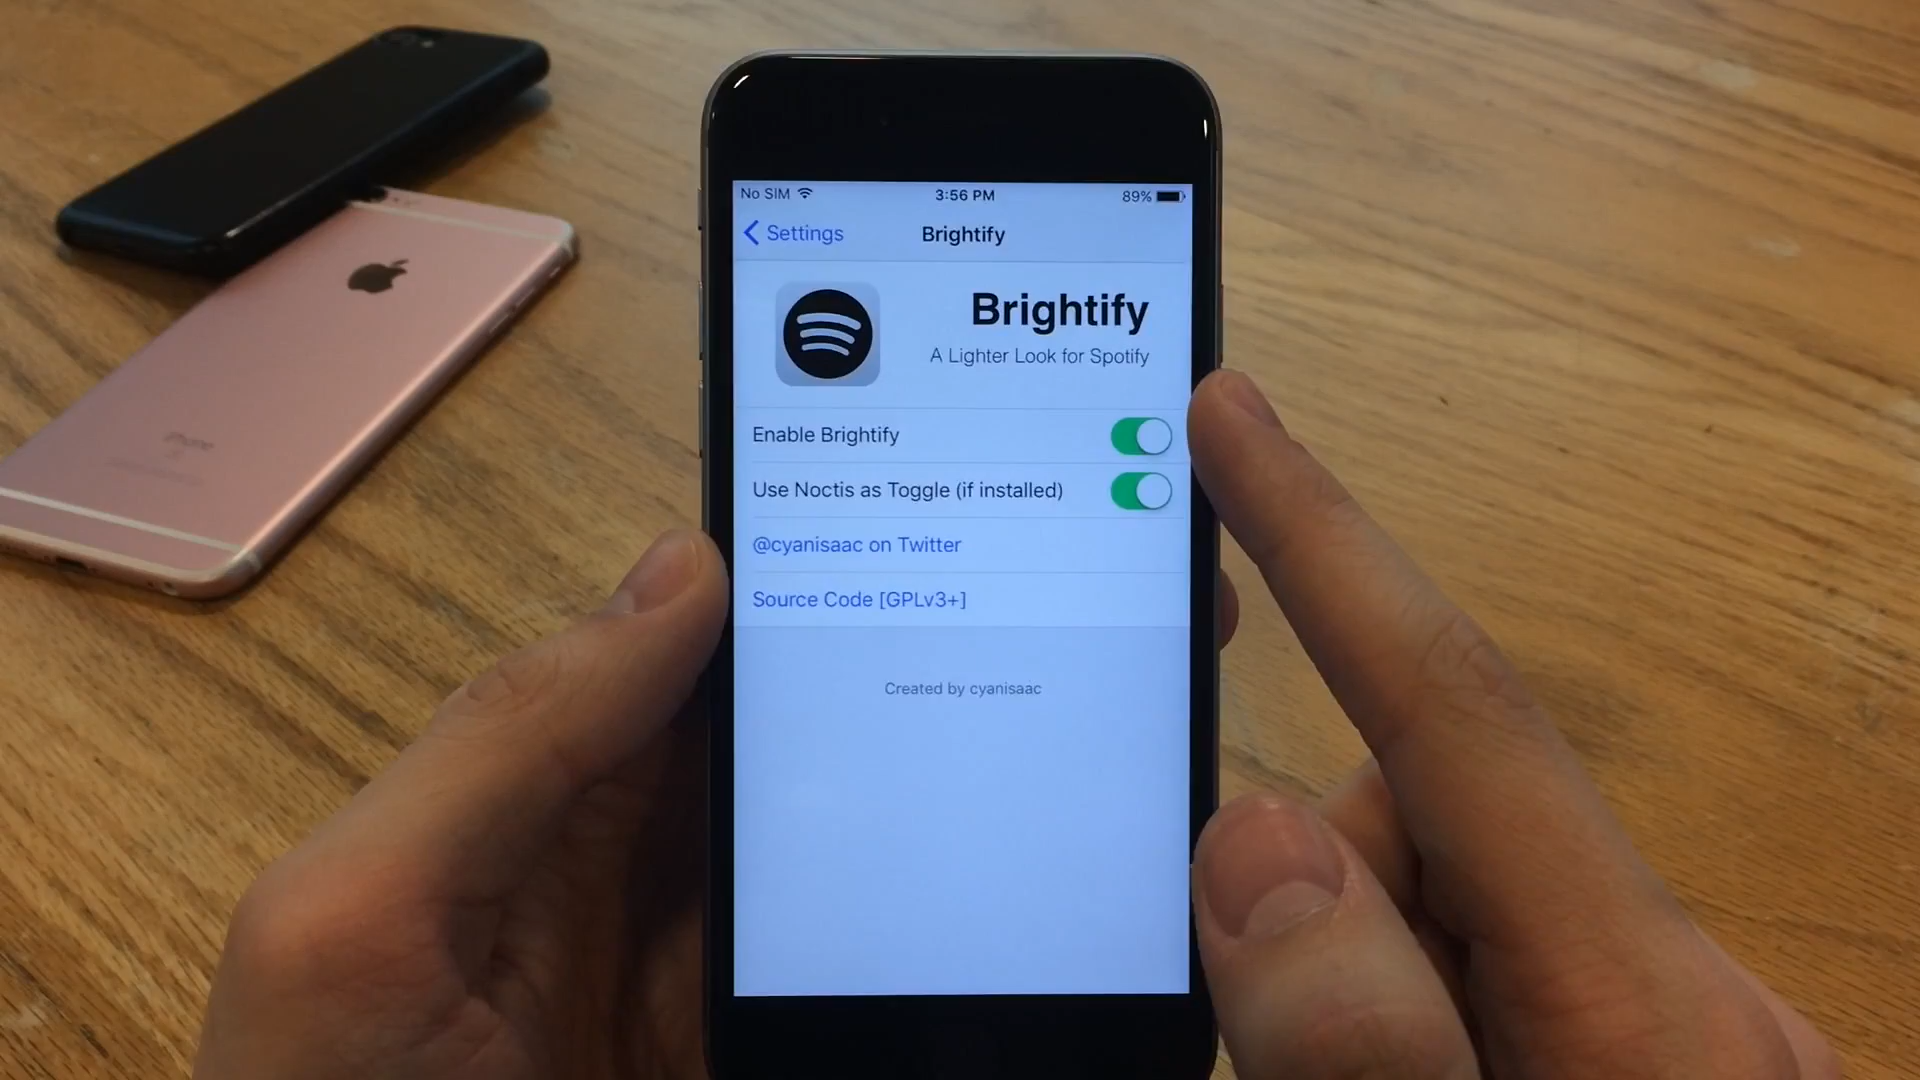 No SIM
3:56 PM
89%
Settings
Brightify
Brightify
A Lighter Look for Spotify
Enable Brightify
Use Noctis as Toggle (if installed)
@cyanisaac on Twitter
Source Code [GPLv3+]
Created by cyanisaac
iPhone